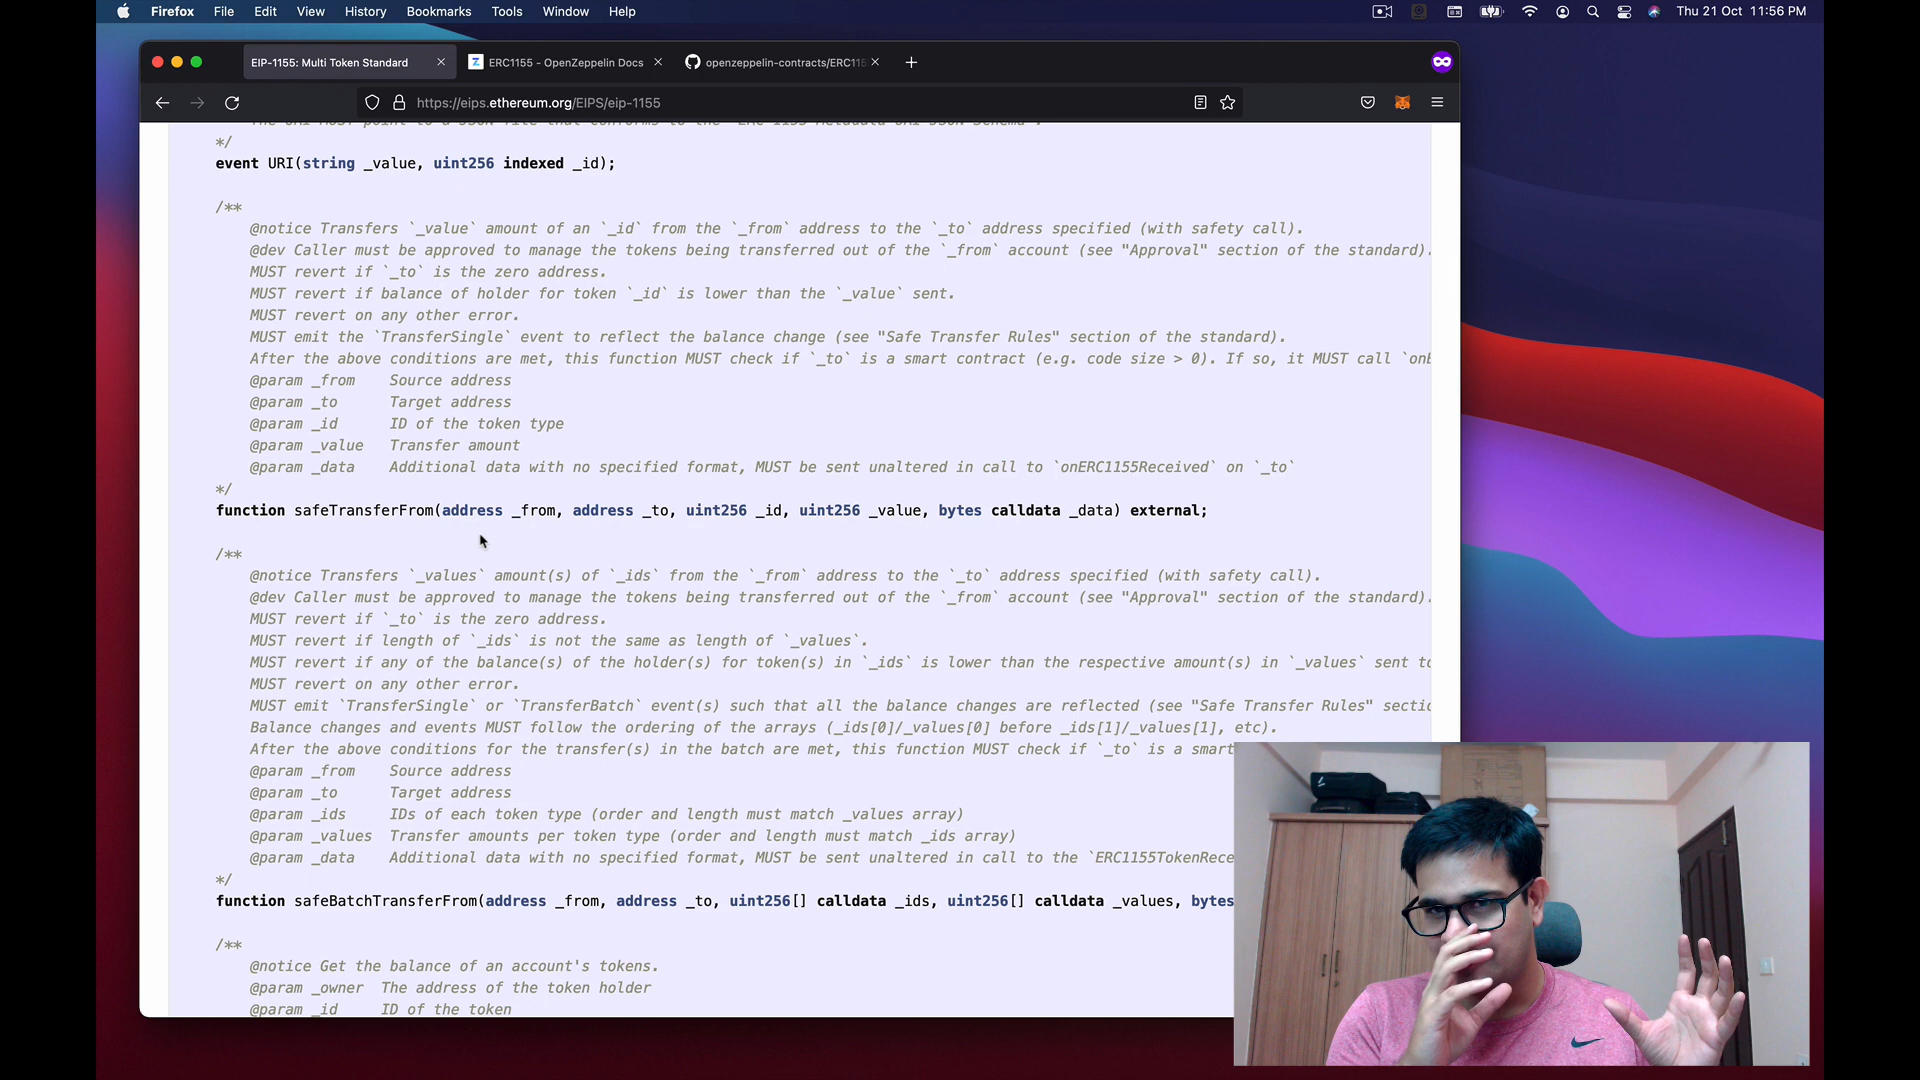 Firefox File Edit View History Bookmarks Tools Window Help Thu 21 Oct 11:56 PM
EIP-1155: Multi Token Standard ERC1155 - OpenZeppelin Docs openzeppelin-contracts/ERC115
https://eips.ethereum.org/EIPS/eip-1155
*/
event URI(string _value, uint256 indexed _id);
/**
@notice Transfers `_value` amount of an `_id` from the `_from` address to the `_to` address specified (with safety call).
@dev Caller must be approved to manage the tokens being transferred out of the `_from` account (see "Approval" section of the standard).
MUST revert if `_to` is the zero address.
MUST revert if balance of holder for token `_id` is lower than the `_value` sent.
MUST revert on any other error.
MUST emit the `TransferSingle` event to reflect the balance change (see "Safe Transfer Rules" section of the standard).
After the above conditions are met, this function MUST check if `_to` is a smart contract (e.g. code size > 0). If so, it MUST call `on
@param _from Source address
@param _to Target address
@param _id ID of the token type
@param _value Transfer amount
@param _data Additional data with no specified format, MUST be sent unaltered in call to `onERC1155Received` on `_to`
*/
function safeTransferFrom(address _from, address _to, uint256 _id, uint256 _value, bytes calldata _data) external;
/**
@notice Transfers `_values` amount(s) of `_ids` from the `_from` address to the `_to` address specified (with safety call).
@dev Caller must be approved to manage the tokens being transferred out of the `_from` account (see "Approval" section of the standard).
MUST revert if `_to` is the zero address.
MUST revert if length of `_ids` is not the same as length of `_values`.
MUST revert if any of the balance(s) of the holder(s) for token(s) in `_ids` is lower than the respective amount(s) in `_values` sent to
MUST revert on any other error.
MUST emit `TransferSingle` or `TransferBatch` event(s) such that all the balance changes are reflected (see "Safe Transfer Rules" sectio
Balance changes and events MUST follow the ordering of the arrays (_ids[0]/_values[0] before _ids[1]/_values[1], etc).
After the above conditions for the transfer(s) in the batch are met, this function MUST check if `_to` is a smart
@param _from Source address
@param _to Target address
@param _ids IDs of each token type (order and length must match _values array)
@param _values Transfer amounts per token type (order and length must match _ids array)
@param _data Additional data with no specified format, MUST be sent unaltered in call to the `ERC1155TokenRece
*/
function safeBatchTransferFrom(address _from, address _to, uint256[] calldata _ids, uint256[] calldata _values, bytes
/**
@notice Get the balance of an account's tokens.
@param _owner The address of the token holder
@param _id ID of the token